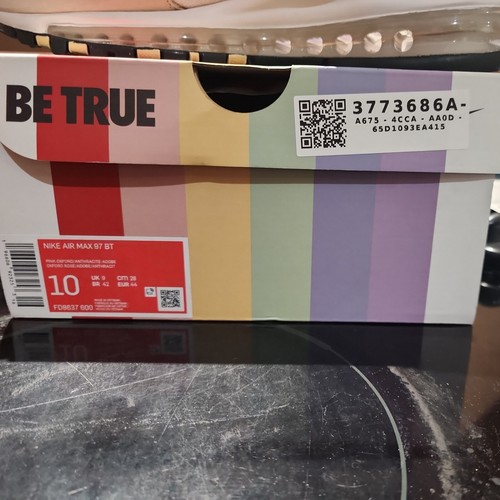 BE TRUE
3773686A-
A675 - 4CCA - AA0D -
65D1093EA415
NIKE AIR MAX 97 BT
10
UK 9
CITI 28
BR 42
EUR 44
FD8637 600